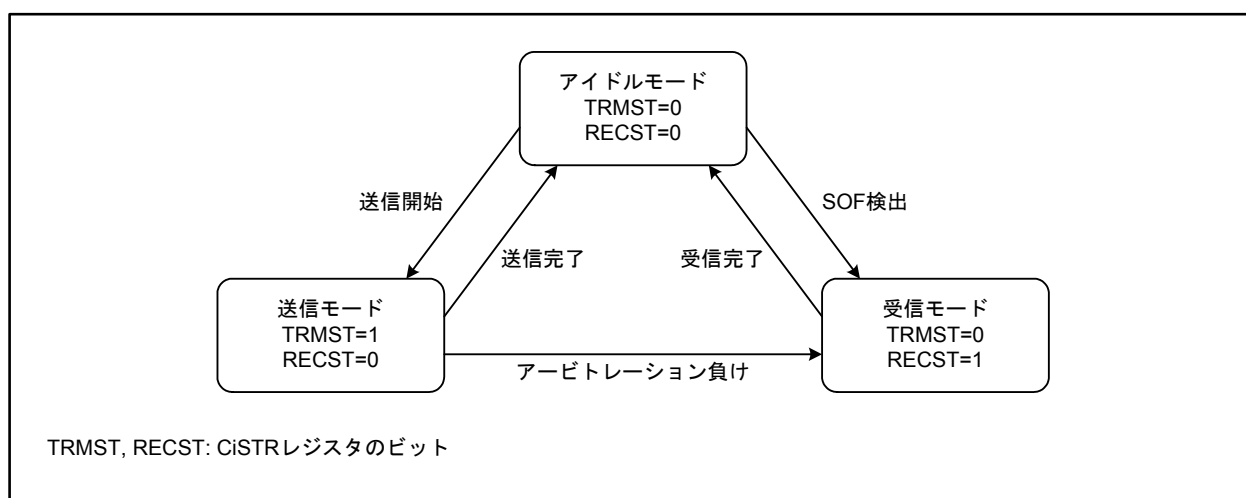 アイドルモード
TRMST=0
RECST=0
送信開始
SOF検出
送信完了
受信完了
送信モード
TRMST=1
RECST=0
受信モード
TRMST=0
RECST=1
アービトレーション負け
TRMST, RECST: CiSTRレジスタのビット